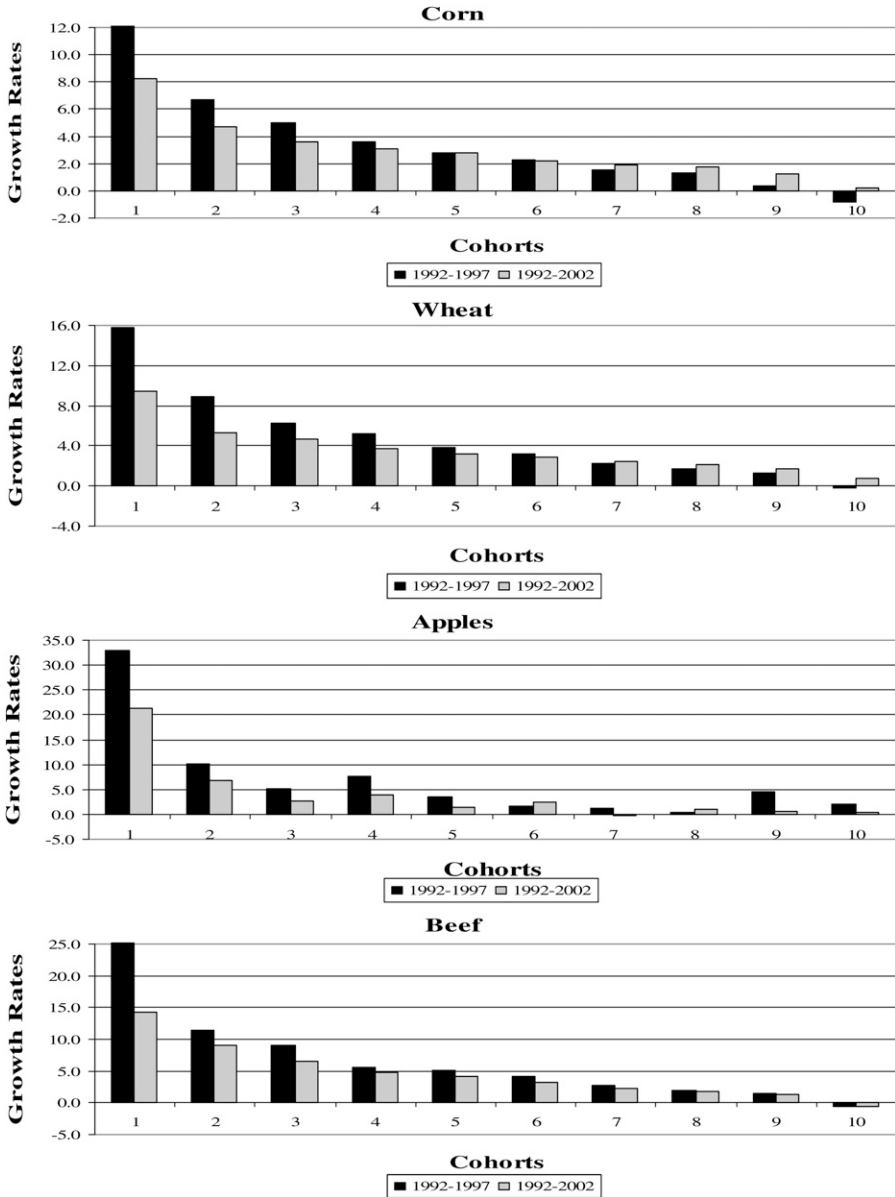 Corn
Growth Rates
12.0
10.0
8.0
6.0
4.0
2.0
0.0
-2.0
1 2 3 4 5 6 7 8 9 10
Cohorts
1992-1997 1992-2002
Wheat
Growth Rates
16.0
12.0
8.0
4.0
0.0
-4.0
1 2 3 4 5 6 7 8 9 10
Cohorts
1992-1997 1992-2002
Apples
Growth Rates
35.0
30.0
25.0
20.0
15.0
10.0
5.0
0.0
-5.0
1 2 3 4 5 6 7 8 9 10
Cohorts
1992-1997 1992-2002
Beef
Growth Rates
25.0
20.0
15.0
10.0
5.0
0.0
-5.0
1 2 3 4 5 6 7 8 9 10
Cohorts
1992-1997 1992-2002